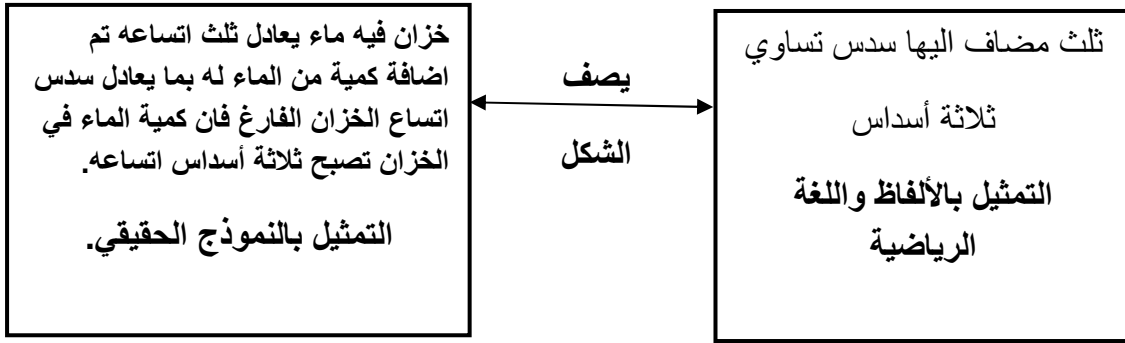 ثلث مضاف اليها سدس تساوي
ثلاثة أسداس
التمثيل بالألفاظ واللغة
الرياضية
يصف
الشكل
خزان فيه ماء يعادل ثلث اتساعه تم
اضافة كمية من الماء له بما يعادل سدس
اتساع الخزان الفارغ فان كمية الماء في
الخزان تصبح ثلاثة أسداس اتساعه.
التمثيل بالنموذج الحقيقي.